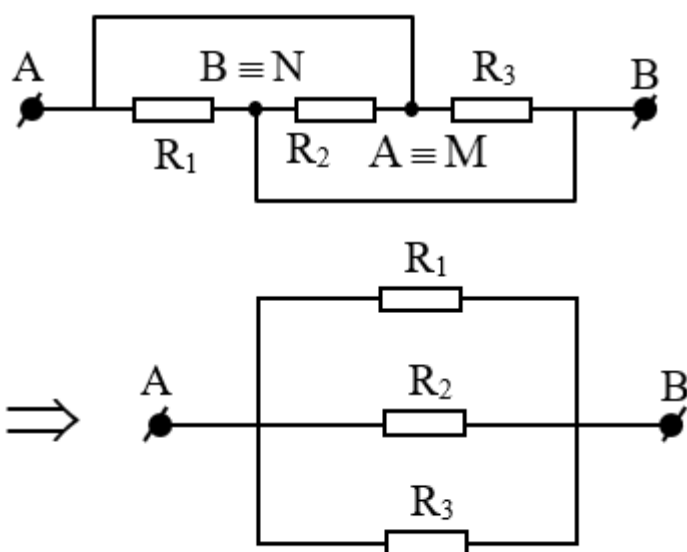 A B ≡ N R₃ B
R₁ R₂ A ≡ M
R₁
⇒ A R₂ B
R₃